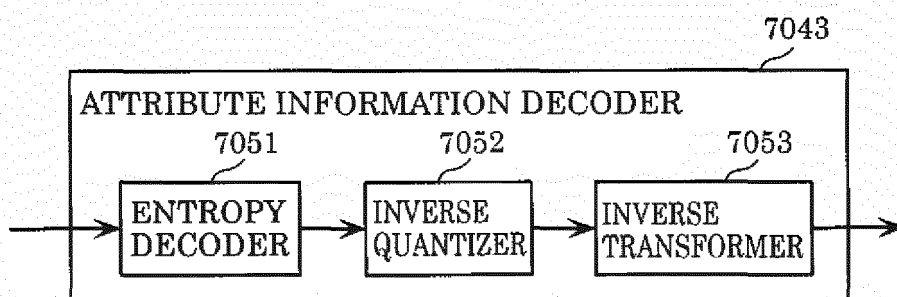 7043
ATTRIBUTE INFORMATION DECODER
7051
7052
7053
ENTROPY
DECODER
INVERSE
QUANTIZER
INVERSE
TRANSFORMER